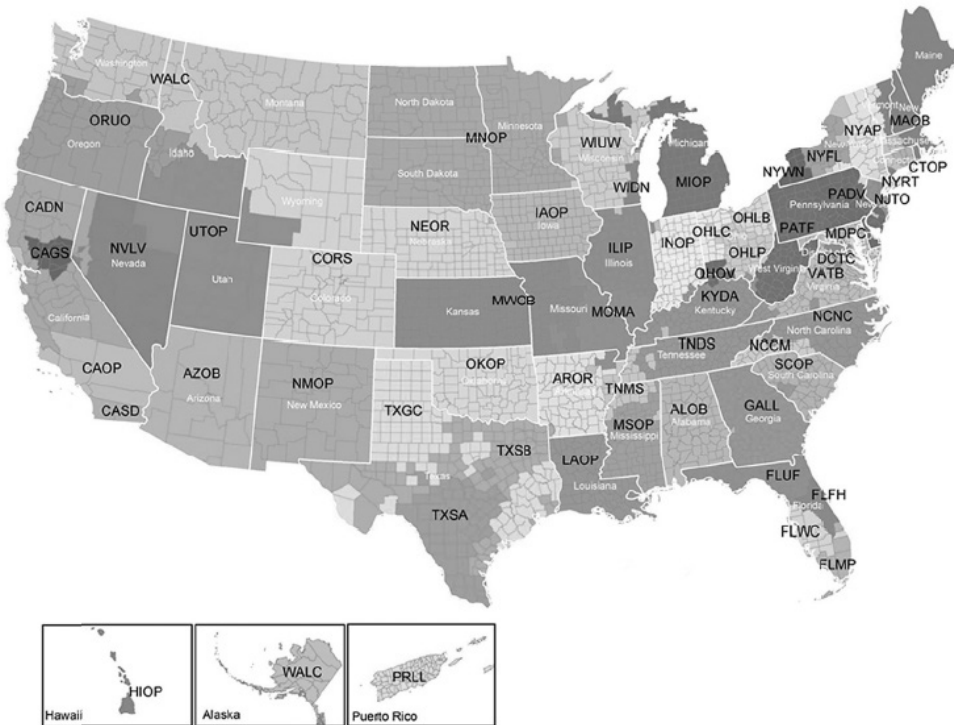 Maine
Washington
WALC
Montana
North Dakota
Minnesota
MNOP
ORUO
Oregon
Idaho
South Dakota
Wyoming
WIUW
Wisconsin
WIDN
Michigan
MIOP
MAOB
NYAP
NYFL
NYWN
CTOP
NYRT
PADV
NJTO
Pennsylvania
PATF
MDPC
CADN
CAGS
NVLV
Nevada
UTOP
Utah
CORS
Colorado
NEOR
Nebraska
IAOP
Iowa
ILIP
Illinois
INOP
OHLC
OHLB
OHLP
OHOV
West Virginia
DCTC
VATB
Virginia
KYDA
Kentucky
MWCB
Kansas
Missouri
MOMA
NCNC
North Carolina
NCCM
TNDS
Tennessee
TNMS
SCOP
South Carolina
California
CAOP
CASD
AZOB
Arizona
NMOP
New Mexico
TXGC
OKOP
AROR
MSOP
Mississippi
ALOB
Alabama
GALL
Georgia
TXSB
Texas
TXSA
LAOP
Louisiana
FLUF
FLFH
Florida
FLWC
FLMP
HIOP
Hawaii
WALC
Alaska
PRLL
Puerto Rico